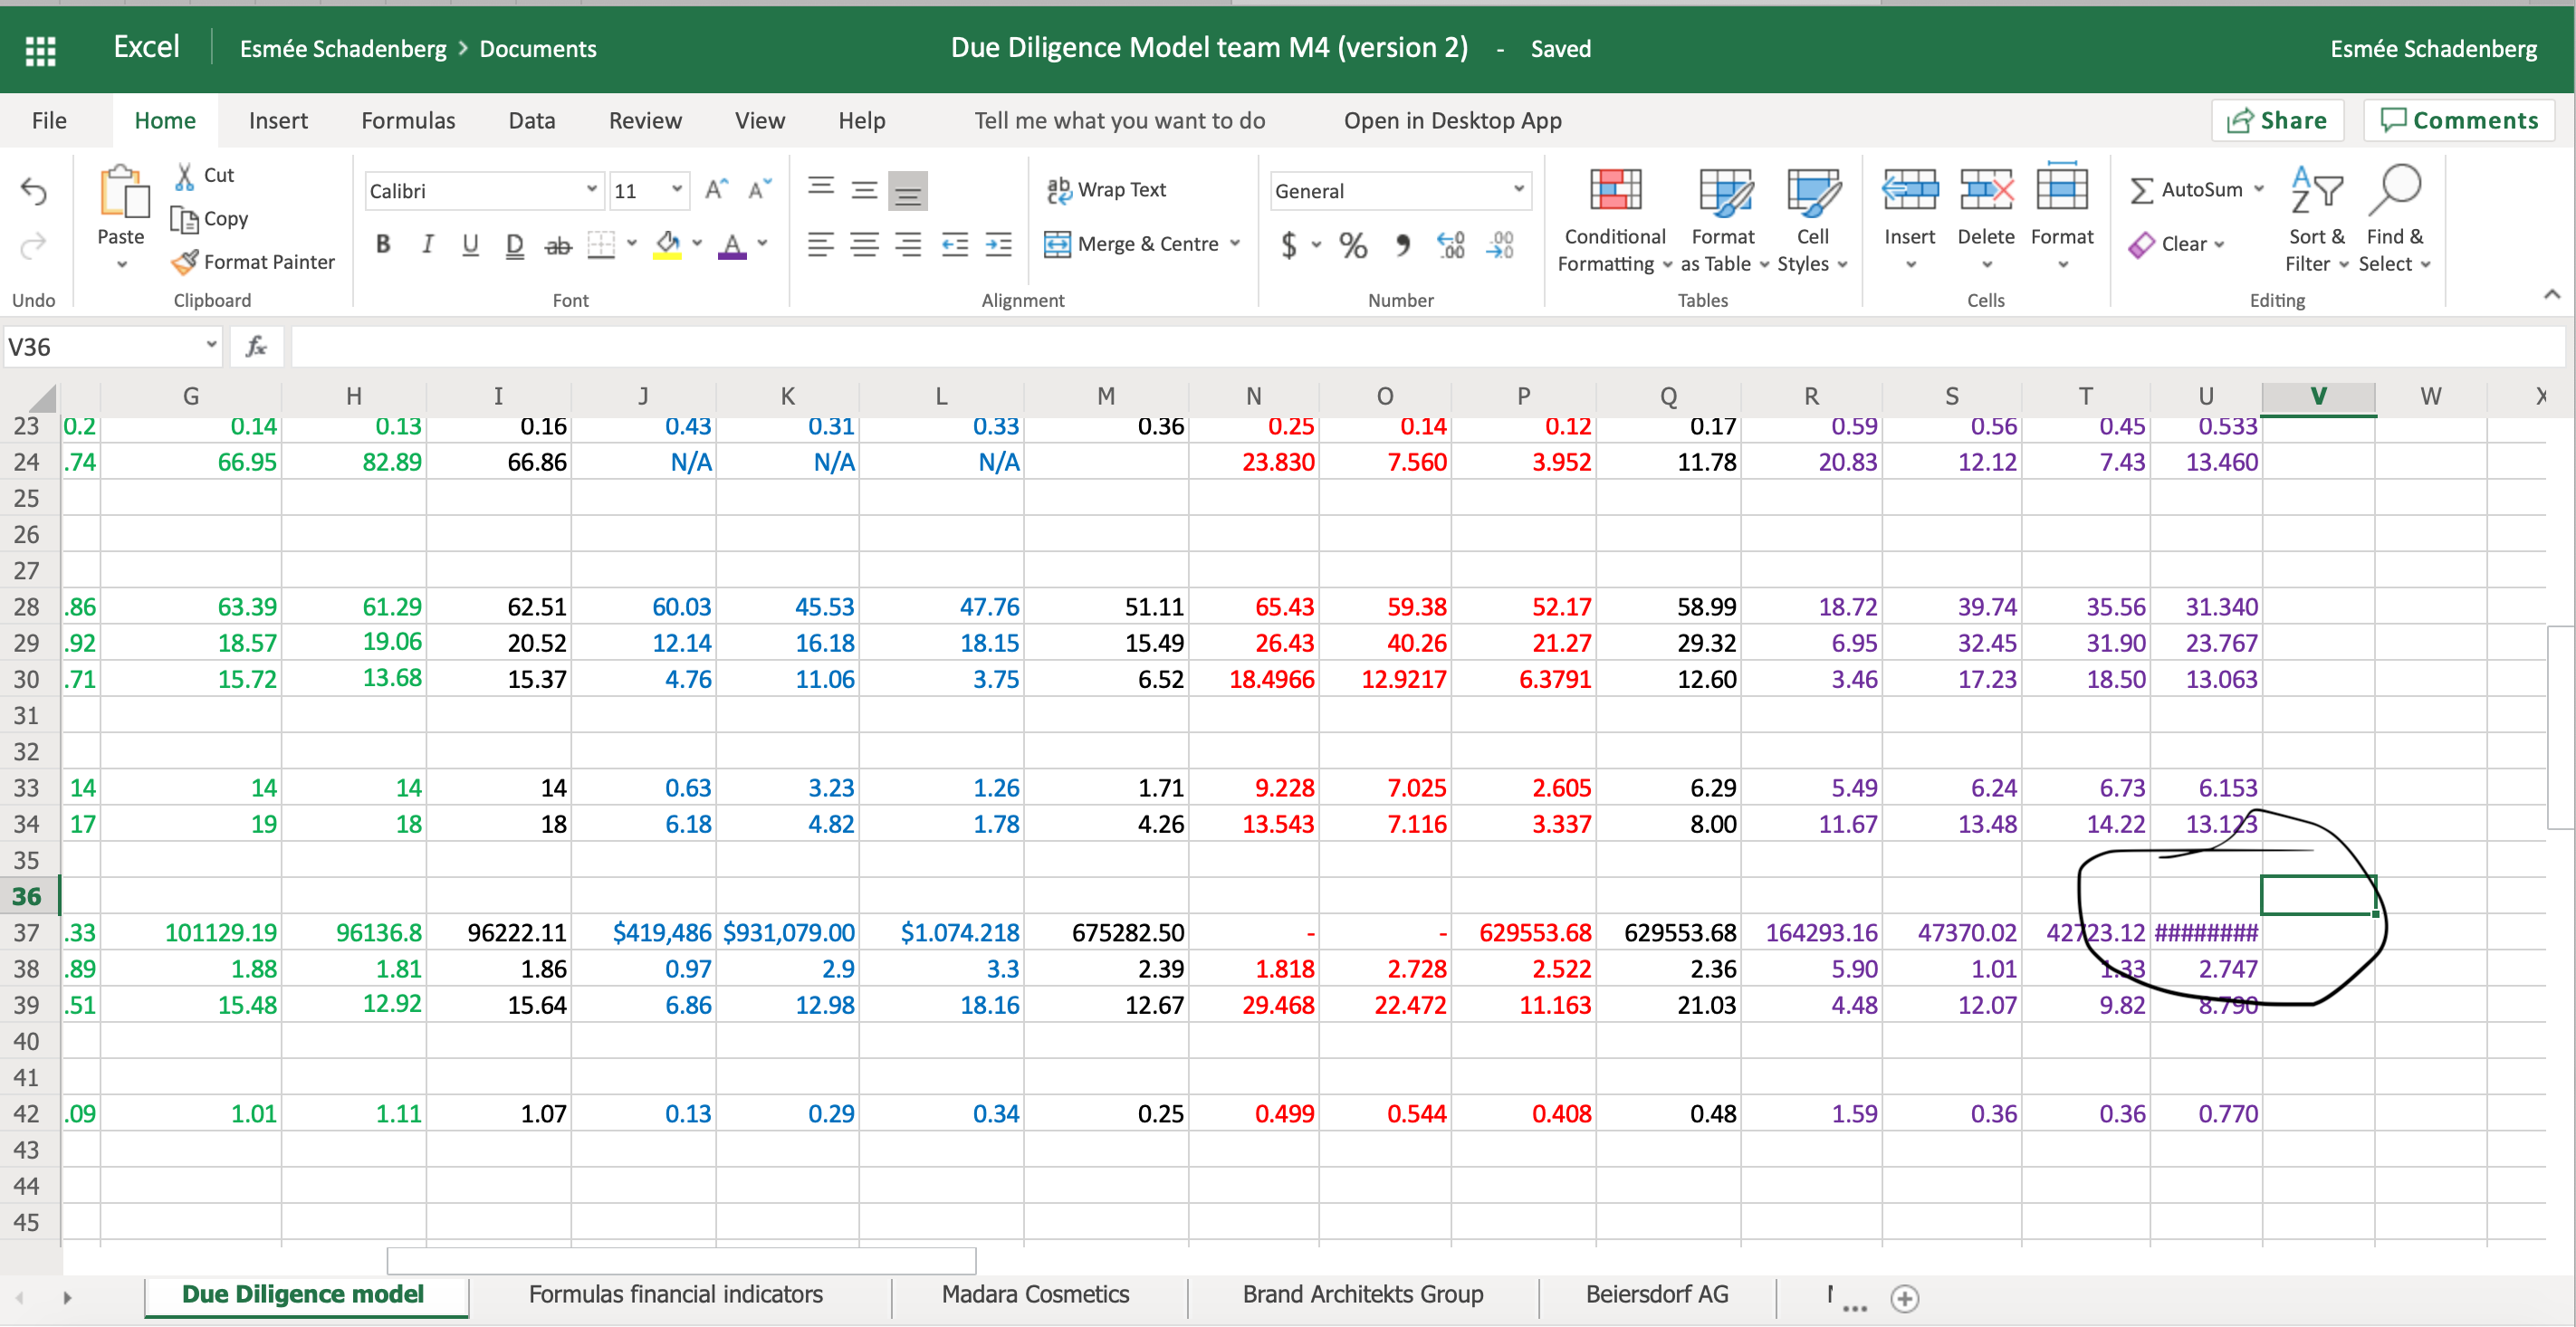 Excel Esmée Schadenberg > Documents Due Diligence Model team M4 (version 2) - Saved Esmée Schadenberg
File Home Insert Formulas Data Review View Help Tell me what you want to do Open in Desktop App Share Comments
Cut Calibri 11 Wrap Text General AutoSum
Paste Copy Merge & Centre Conditional Formatting Format as Table Cell Styles Insert Delete Format Clear Sort & Filter Find & Select
Format Painter
Undo Clipboard Font Alignment Number Tables Cells Editing
V36 fx
G H I J K L M N O P Q R S T U V W X
23 0.2 0.14 0.13 0.16 0.43 0.31 0.33 0.36 0.25 0.14 0.12 0.17 0.59 0.56 0.45 0.533
24 .74 66.95 82.89 66.86 N/A N/A N/A 23.830 7.560 3.952 11.78 20.83 12.12 7.43 13.460
25
26
27
28 .86 63.39 61.29 62.51 60.03 45.53 47.76 51.11 65.43 59.38 52.17 58.99 18.72 39.74 35.56 31.340
29 .92 18.57 19.06 20.52 12.14 16.18 18.15 15.49 26.43 40.26 21.27 29.32 6.95 32.45 31.90 23.767
30 .71 15.72 13.68 15.37 4.76 11.06 3.75 6.52 18.4966 12.9217 6.3791 12.60 3.46 17.23 18.50 13.063
31
32
33 14 14 14 14 0.63 3.23 1.26 1.71 9.228 7.025 2.605 6.29 5.49 6.24 6.73 6.153
34 17 19 18 18 6.18 4.82 1.78 4.26 13.543 7.116 3.337 8.00 11.67 13.48 14.22 13.123
35
36
37 .33 101129.19 96136.8 96222.11 $419,486 $931,079.00 $1.074.218 675282.50 - - 629553.68 629553.68 164293.16 47370.02 42723.12 ########
38 .89 1.88 1.81 1.86 0.97 2.9 3.3 2.39 1.818 2.728 2.522 2.36 5.90 1.01 1.33 2.747
39 .51 15.48 12.92 15.64 6.86 12.98 18.16 12.67 29.468 22.472 11.163 21.03 4.48 12.07 9.82 8.790
40
41
42 .09 1.01 1.11 1.07 0.13 0.29 0.34 0.25 0.499 0.544 0.408 0.48 1.59 0.36 0.36 0.770
43
44
45
Due Diligence model Formulas financial indicators Madara Cosmetics Brand Architekts Group Beiersdorf AG ...